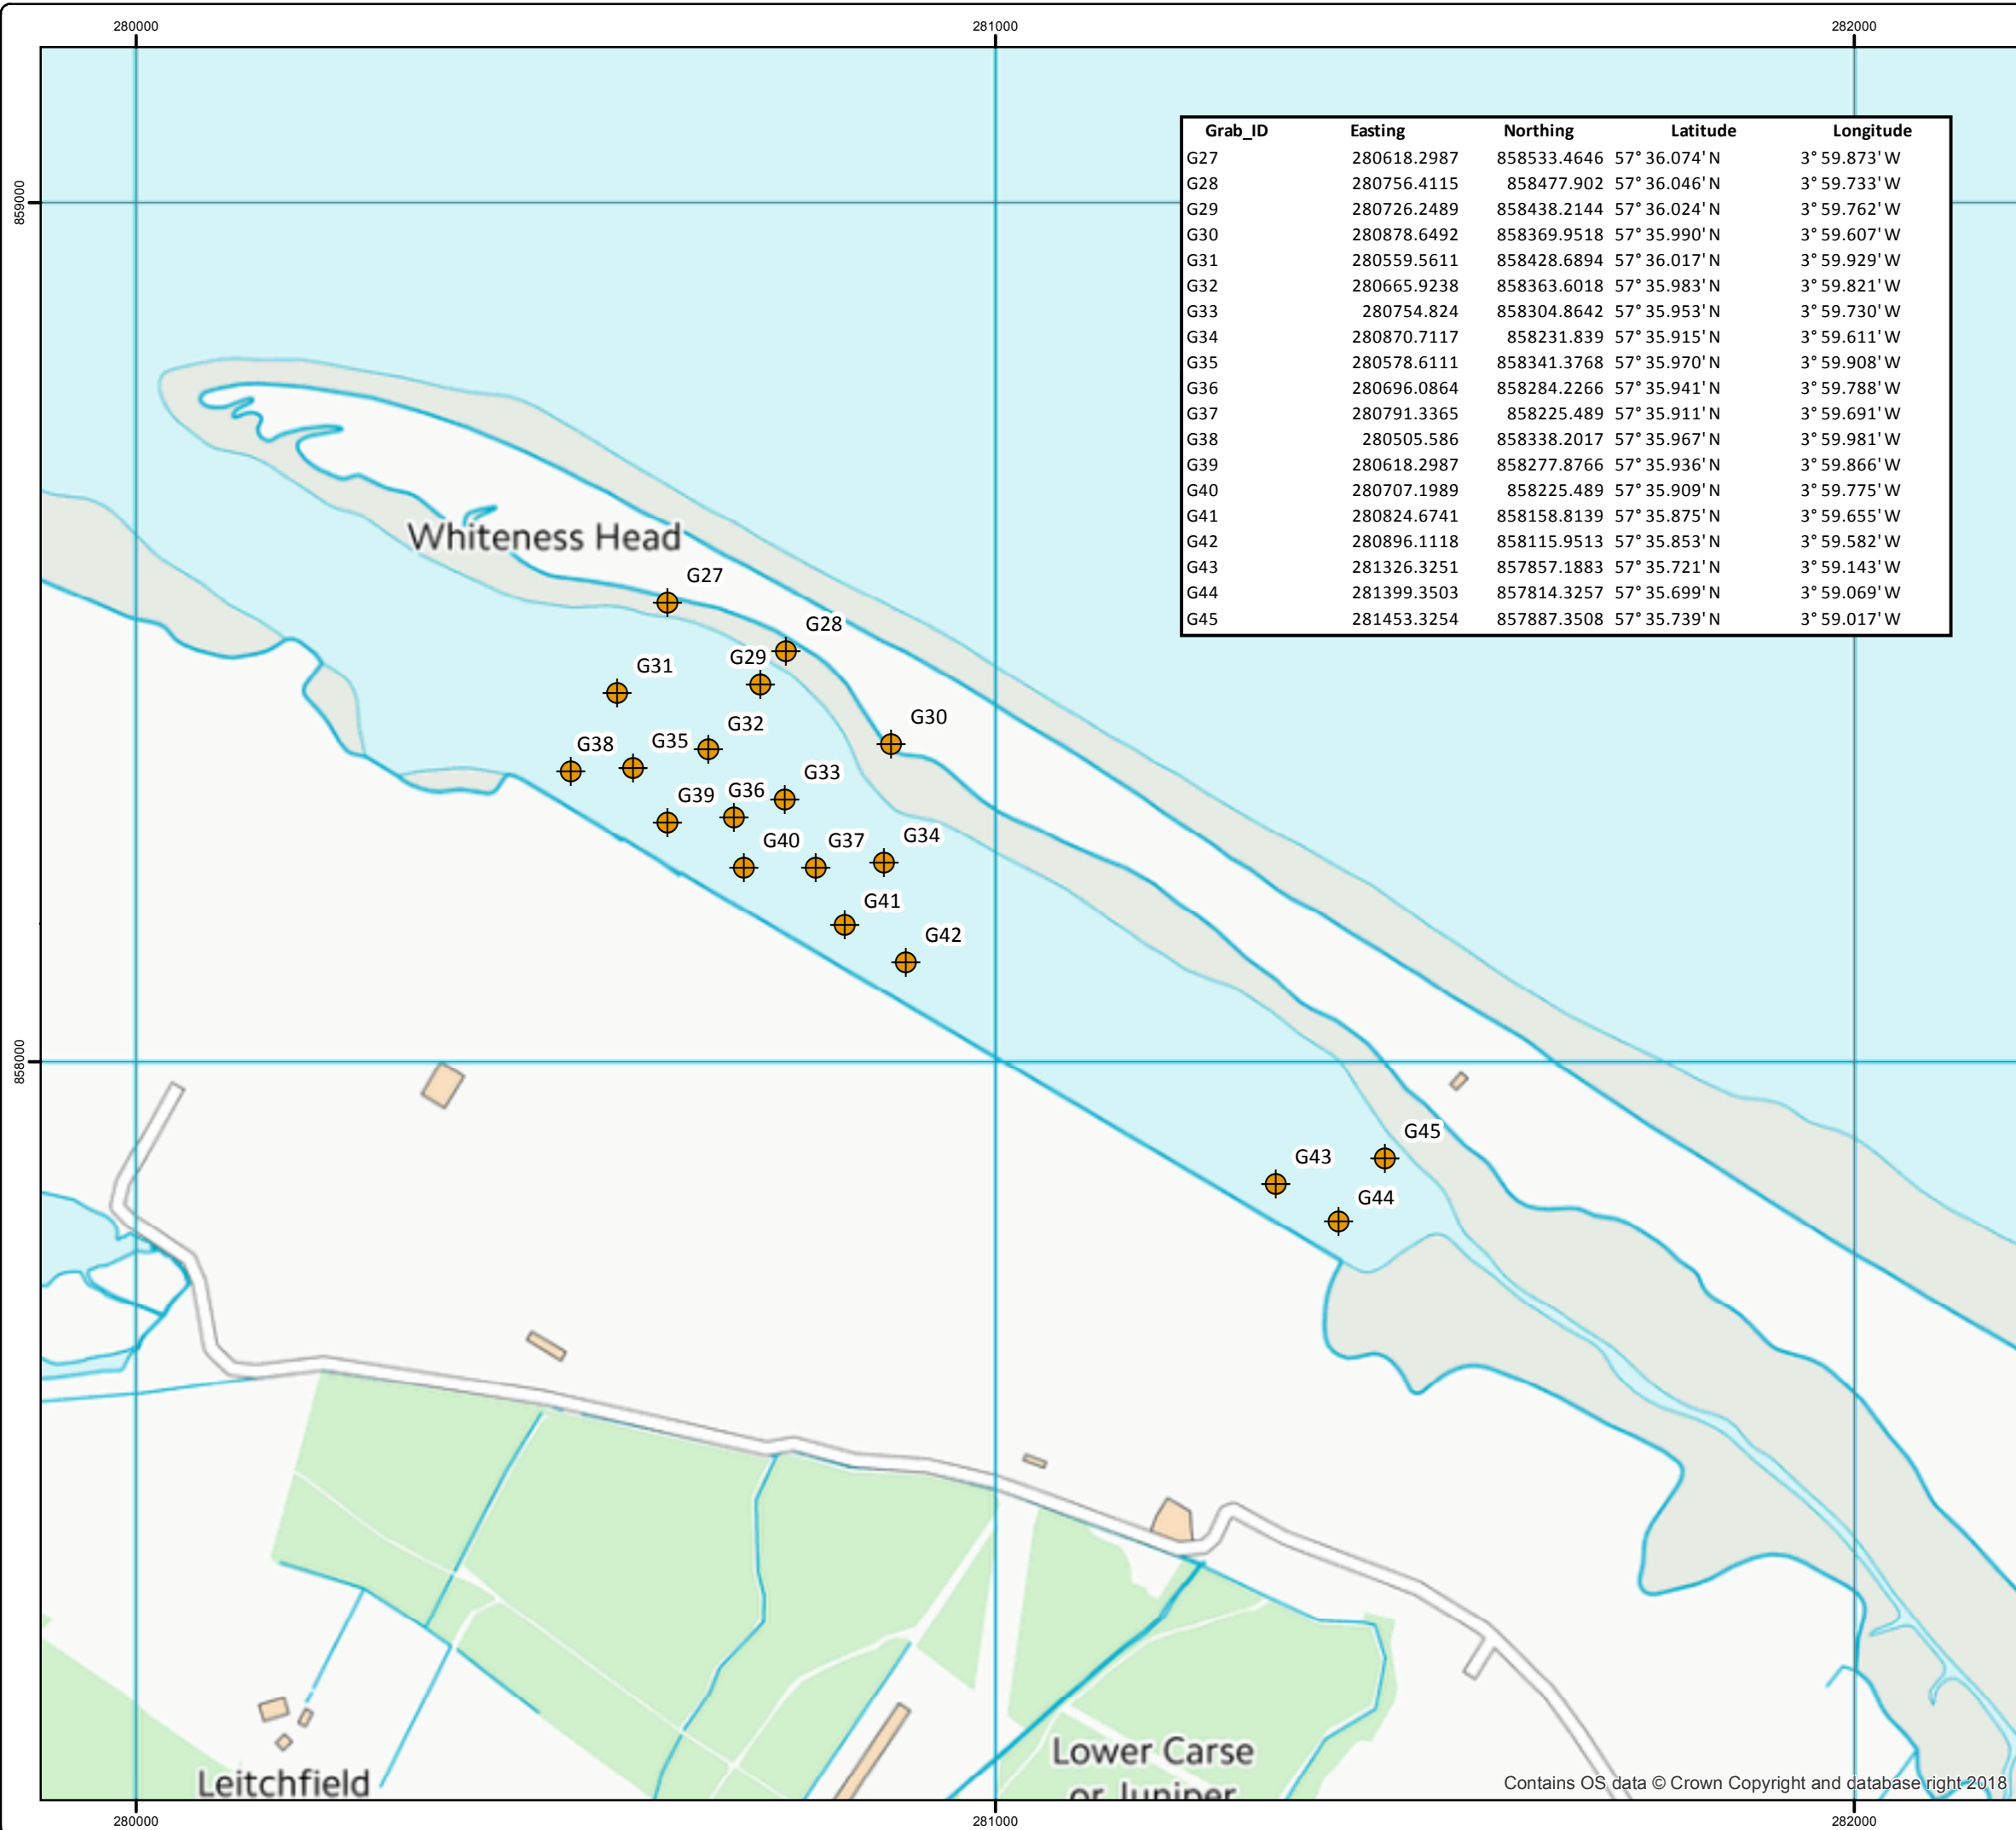 280000 281000 282000
859000
Grab_ID Easting Northing Latitude Longitude
G27 280618.2987 858533.4646 57° 36.074' N 3° 59.873' W
G28 280756.4115 858477.902 57° 36.046' N 3° 59.733' W
G29 280726.2489 858438.2144 57° 36.024' N 3° 59.762' W
G30 280878.6492 858369.9518 57° 35.990' N 3° 59.607' W
G31 280559.5611 858428.6894 57° 36.017' N 3° 59.929' W
G32 280665.9238 858363.6018 57° 35.983' N 3° 59.821' W
G33 280754.824 858304.8642 57° 35.953' N 3° 59.730' W
G34 280870.7117 858231.839 57° 35.915' N 3° 59.611' W
G35 280578.6111 858341.3768 57° 35.970' N 3° 59.908' W
G36 280696.0864 858284.2266 57° 35.941' N 3° 59.788' W
G37 280791.3365 858225.489 57° 35.911' N 3° 59.691' W
G38 280505.586 858338.2017 57° 35.967' N 3° 59.981' W
G39 280618.2987 858277.8766 57° 35.936' N 3° 59.866' W
G40 280707.1989 858225.489 57° 35.909' N 3° 59.775' W
G41 280824.6741 858158.8139 57° 35.875' N 3° 59.655' W
G42 280896.1118 858115.9513 57° 35.853' N 3° 59.582' W
G43 281326.3251 857857.1883 57° 35.721' N 3° 59.143' W
G44 281399.3503 857814.3257 57° 35.699' N 3° 59.069' W
G45 281453.3254 857887.3508 57° 35.739' N 3° 59.017' W
Whiteness Head
G27
G28
G29
G31
G30
G32
G35
G38
G33
G36
G39
G34
G40
G37
G41
G42
858000
G45
G43
G44
Lower Carse
or Juniper
Leitchfield
Contains OS data © Crown Copyright and database right 2018
280000 281000 282000